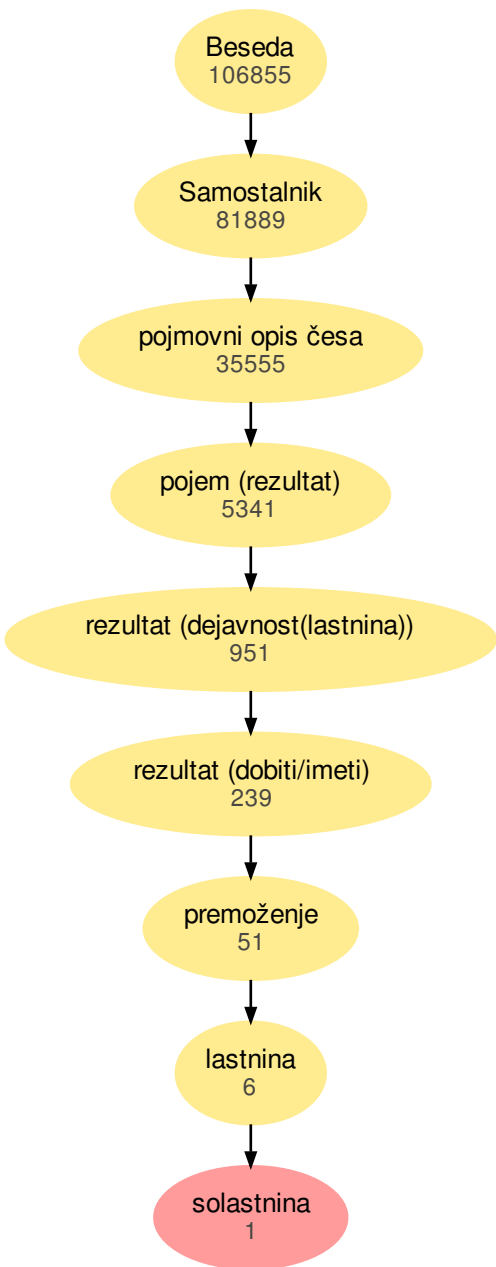 Beseda
106855
Samostalnik
81889
pojmovni opis česa
35555
pojem (rezultat)
5341
rezultat (dejavnost(lastnina))
951
rezultat (dobiti/imeti)
239
premoženje
51
lastnina
6
solastnina
1